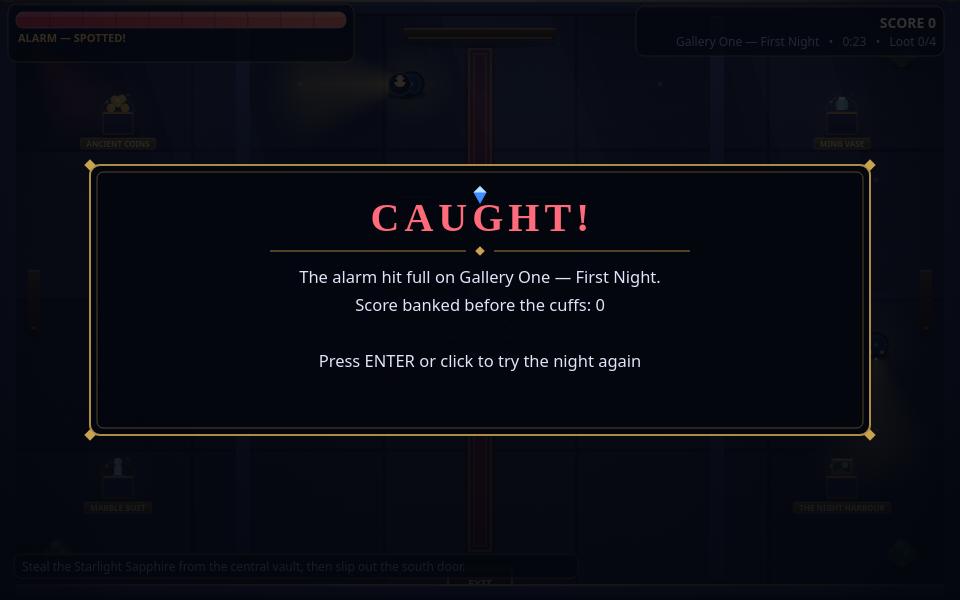 ALARM — SPOTTED!
SCORE 0
Gallery One — First Night • 0:23 • Loot 0/4
ANCIENT COINS
MING VASE
CAUGHT!
The alarm hit full on Gallery One — First Night.
Score banked before the cuffs: 0
Press ENTER or click to try the night again
MARBLE BUST
THE NIGHT HARBOUR
Steal the Starlight Sapphire from the central vault, then slip out the south door.
EXIT